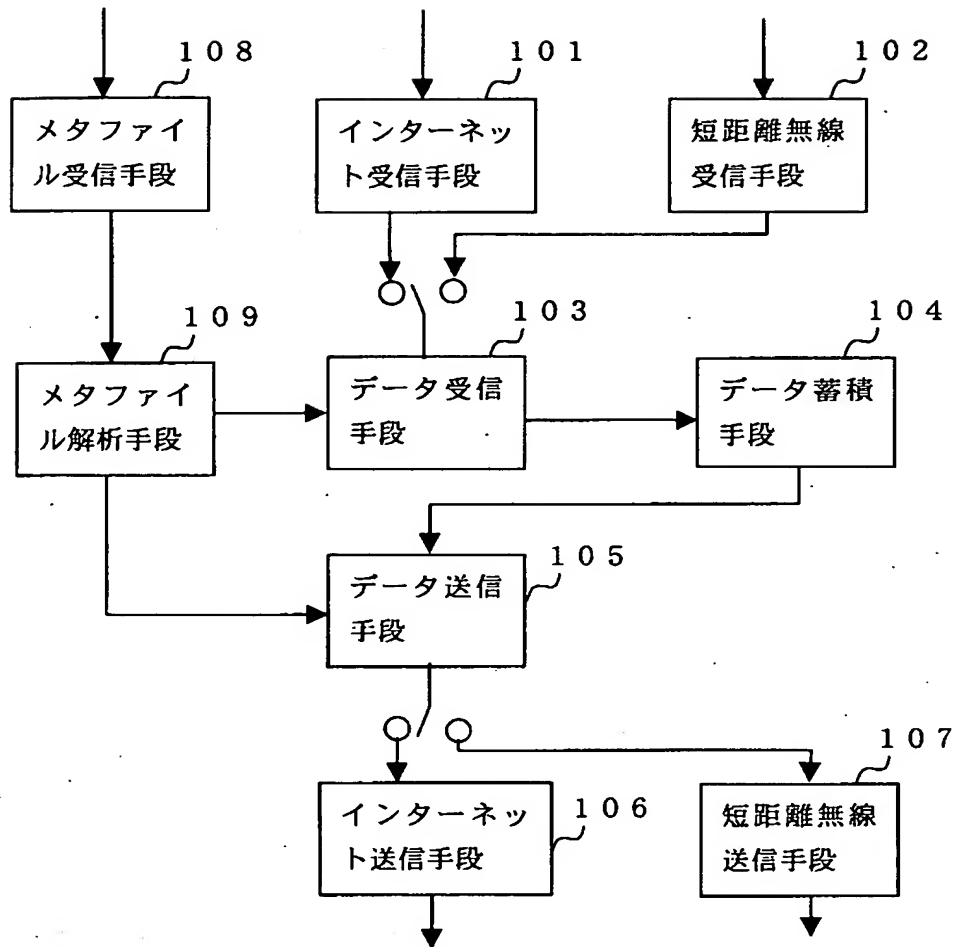 108
101
102
メタファイ
ル受信手段
インターネッ
ト受信手段
短距離無線
受信手段
109
103
104
メタファイ
ル解析手段
データ受信
手段
データ蓄積
手段
105
データ送信
手段
107
106
インターネッ
ト送信手段
短距離無線
送信手段